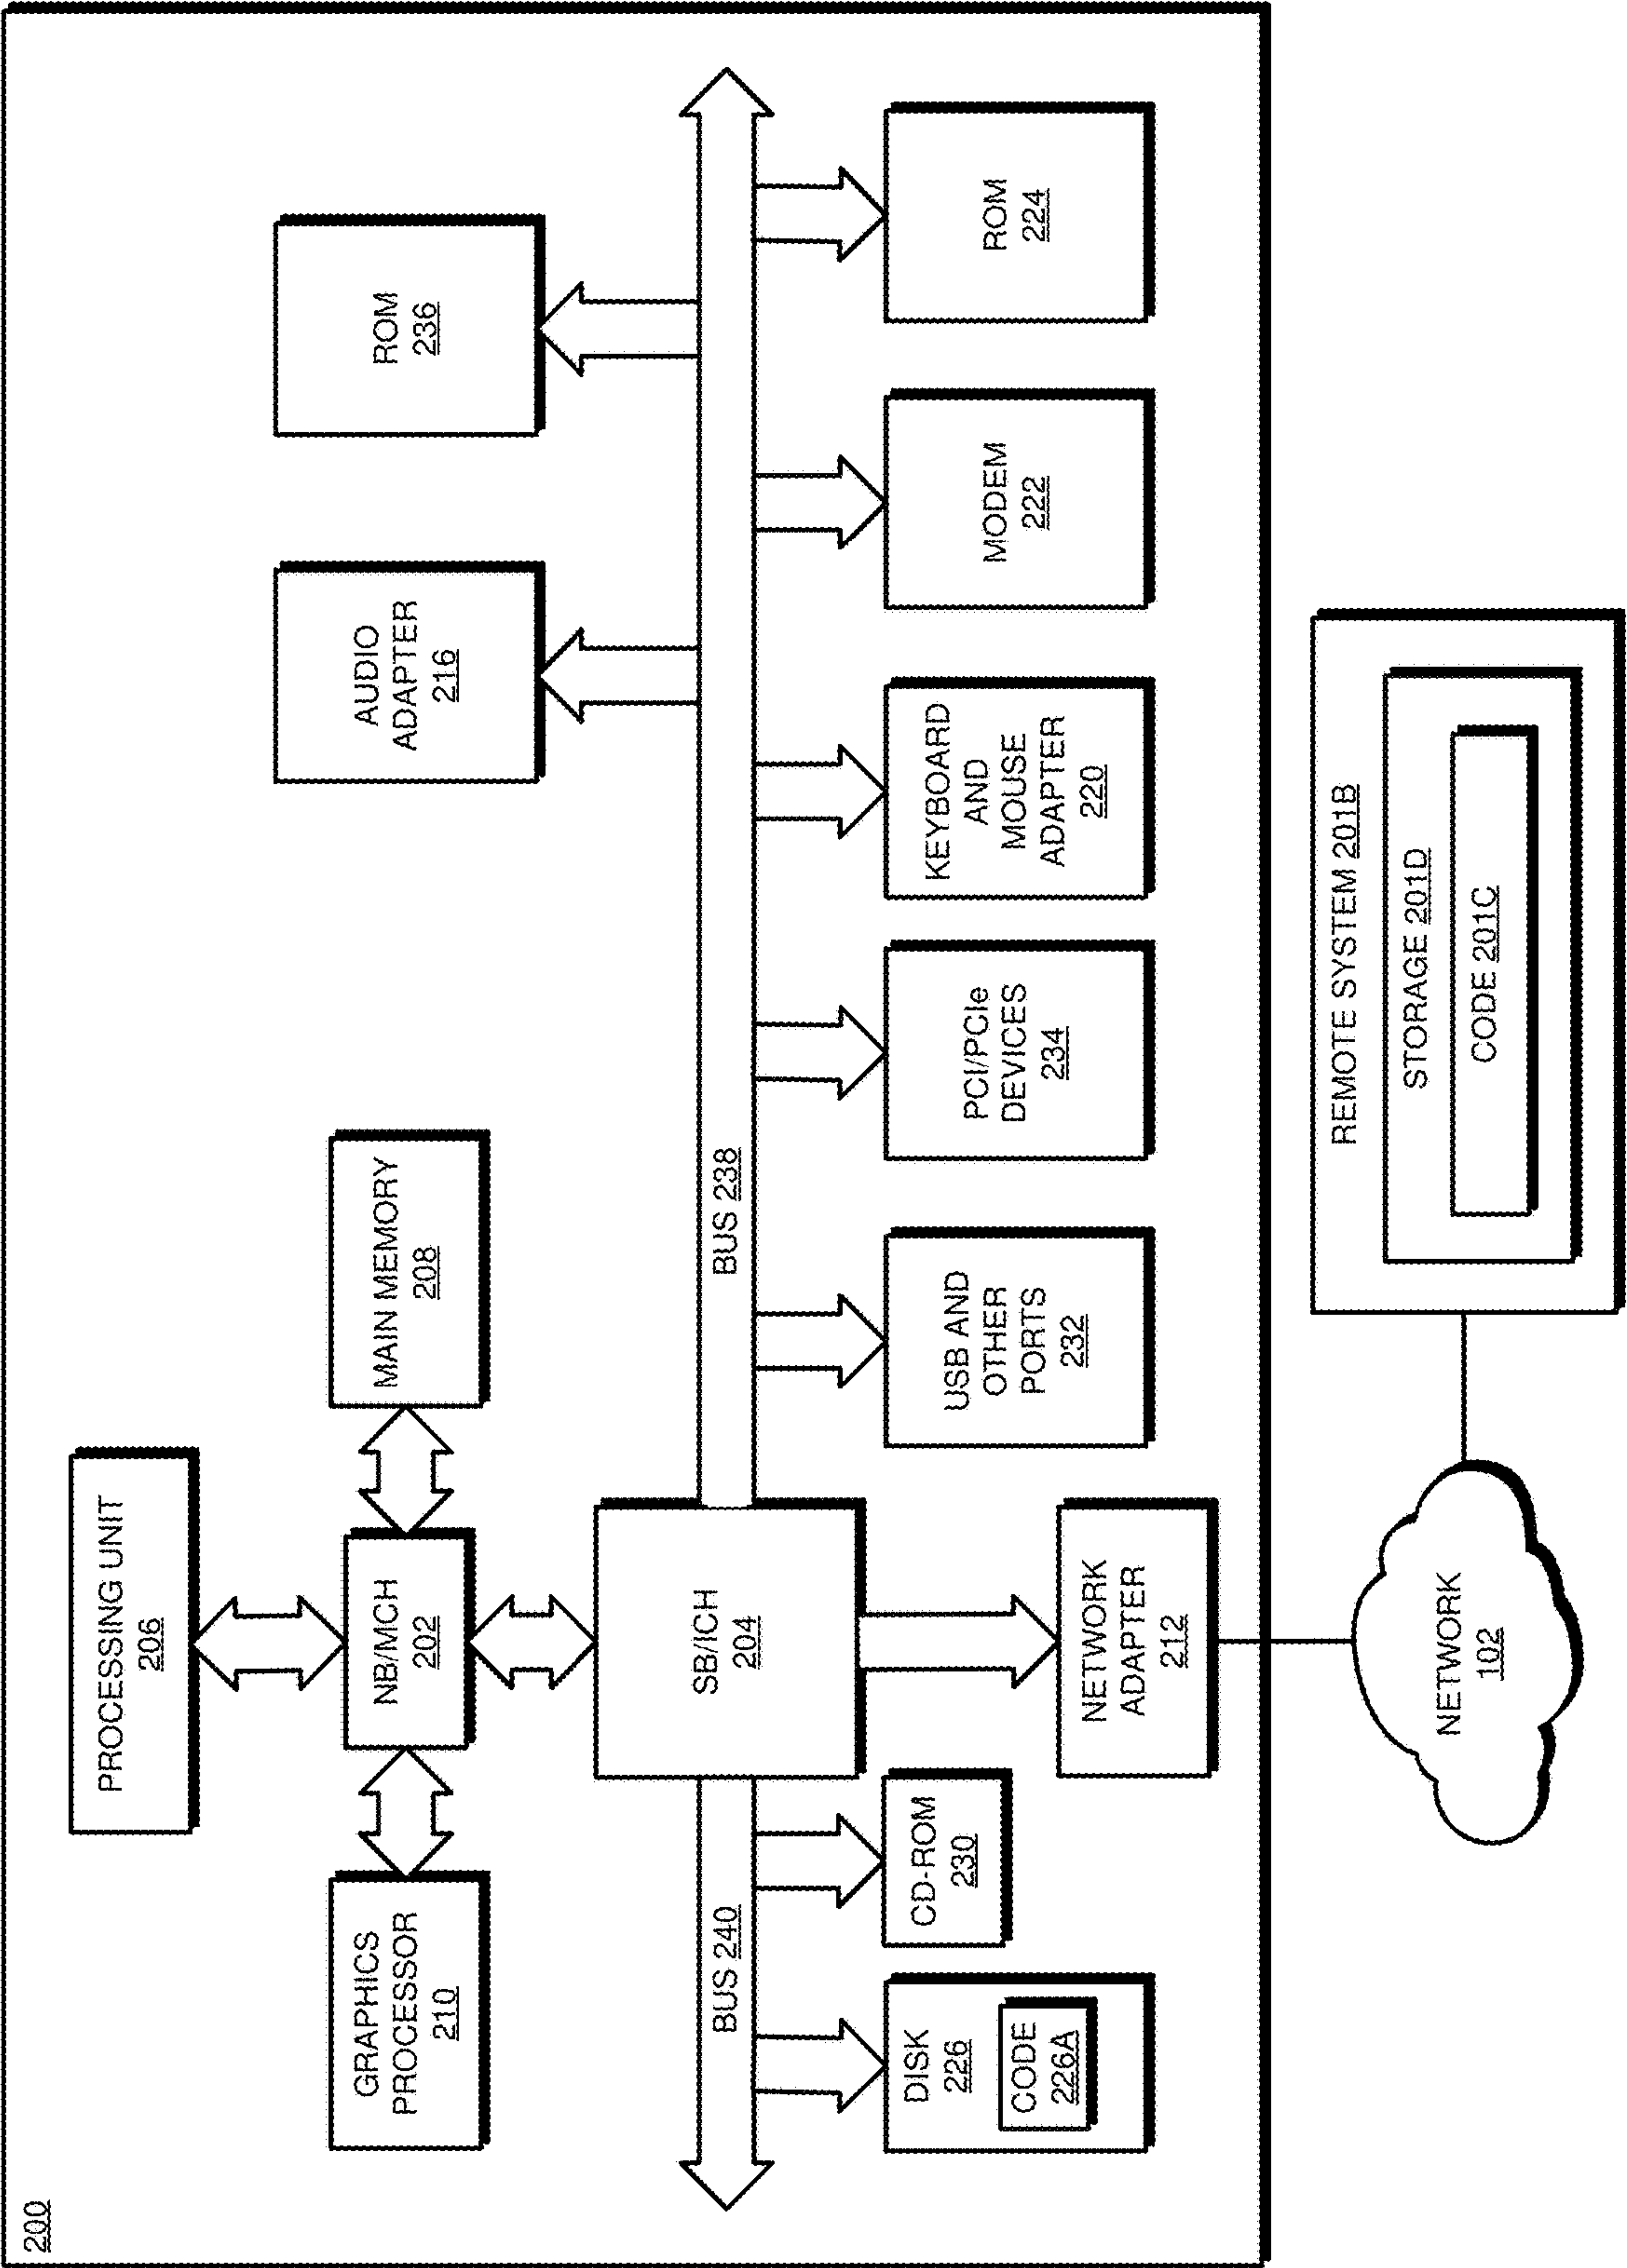 200
PROCESSING UNIT
206
GRAPHICS
PROCESSOR
210
NB/MCH
202
MAIN MEMORY
208
AUDIO
ADAPTER
216
ROM
236
SB/ICH
204
BUS 240
BUS 238
DISK
226
CODE
226A
CD-ROM
230
USB AND
OTHER
PORTS
232
PCI/PCIe
DEVICES
234
KEYBOARD
AND
MOUSE
ADAPTER
220
MODEM
222
ROM
224
NETWORK
ADAPTER
212
NETWORK
102
REMOTE SYSTEM 201B
STORAGE 201D
CODE 201C